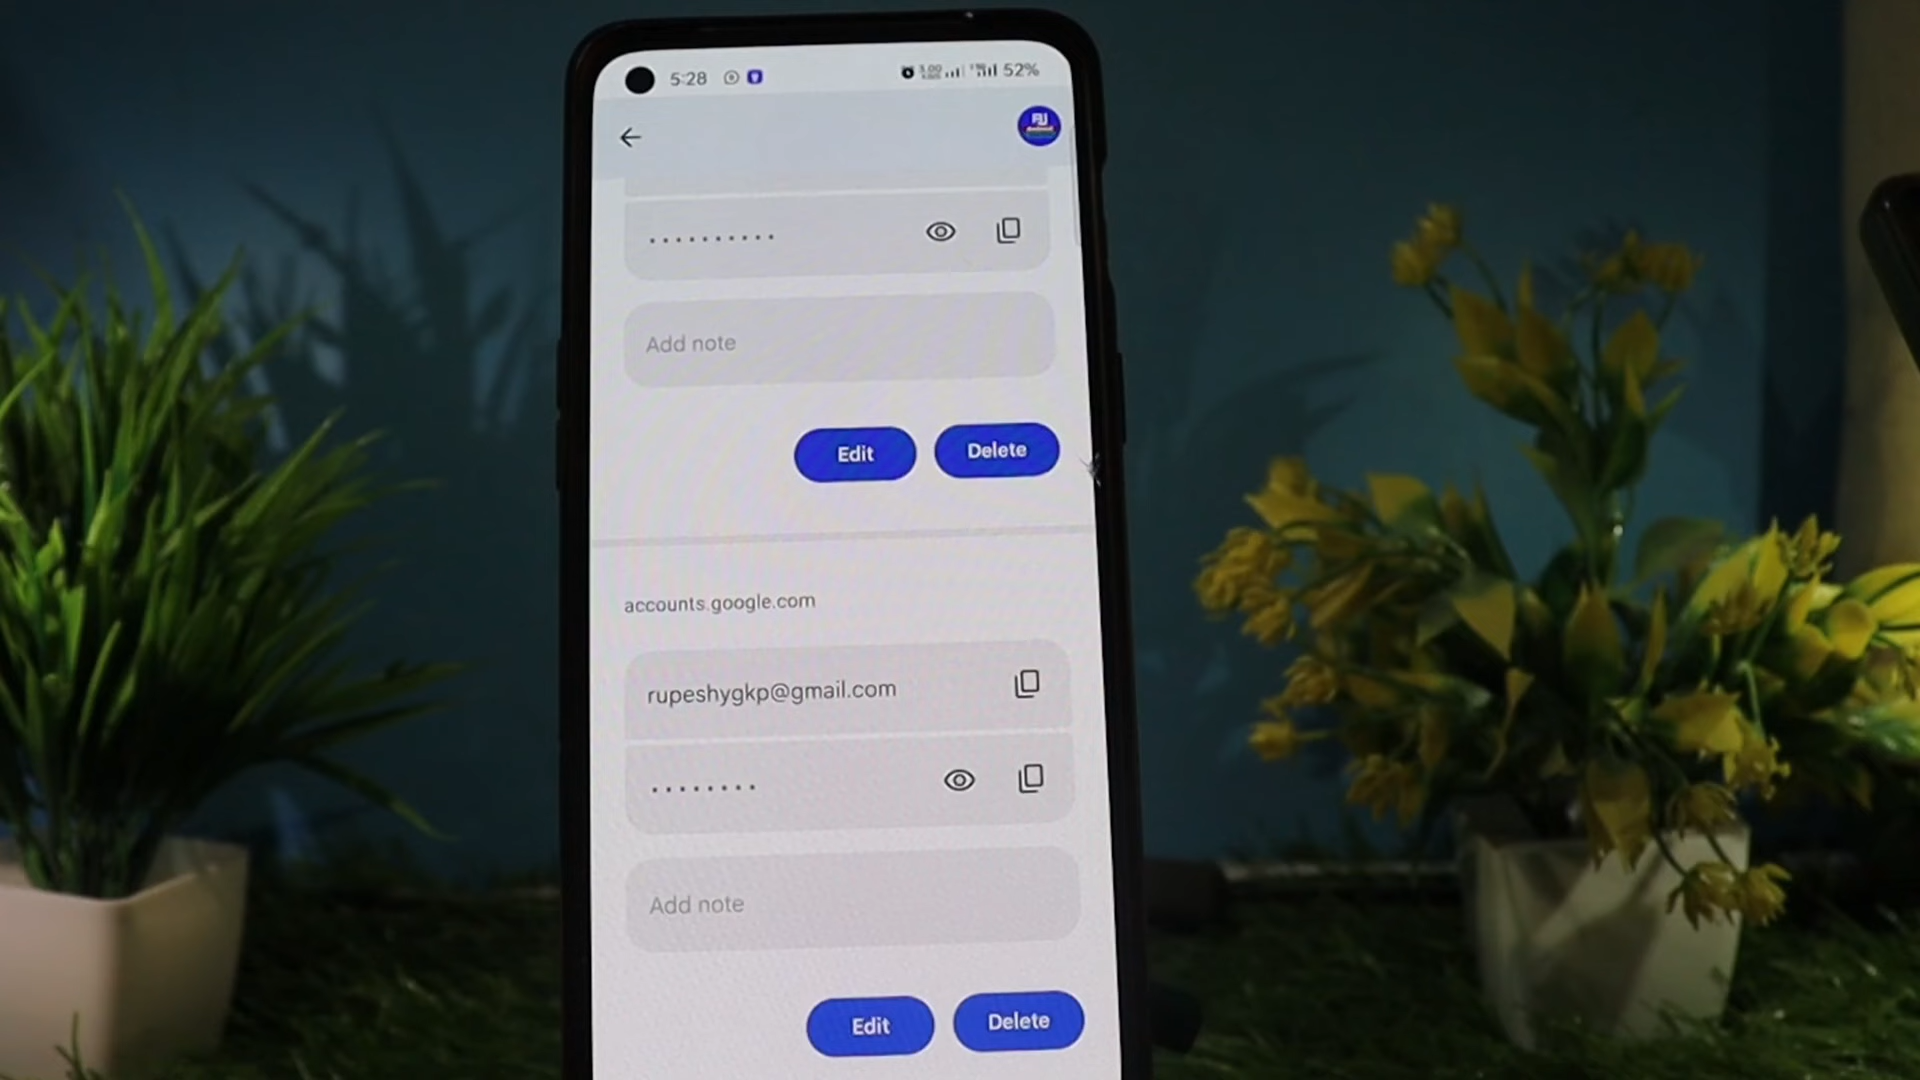 5:28
52%
..........
Add note
Edit Delete
accounts.google.com
rupeshygkp@gmail.com
........
Add note
Edit Delete